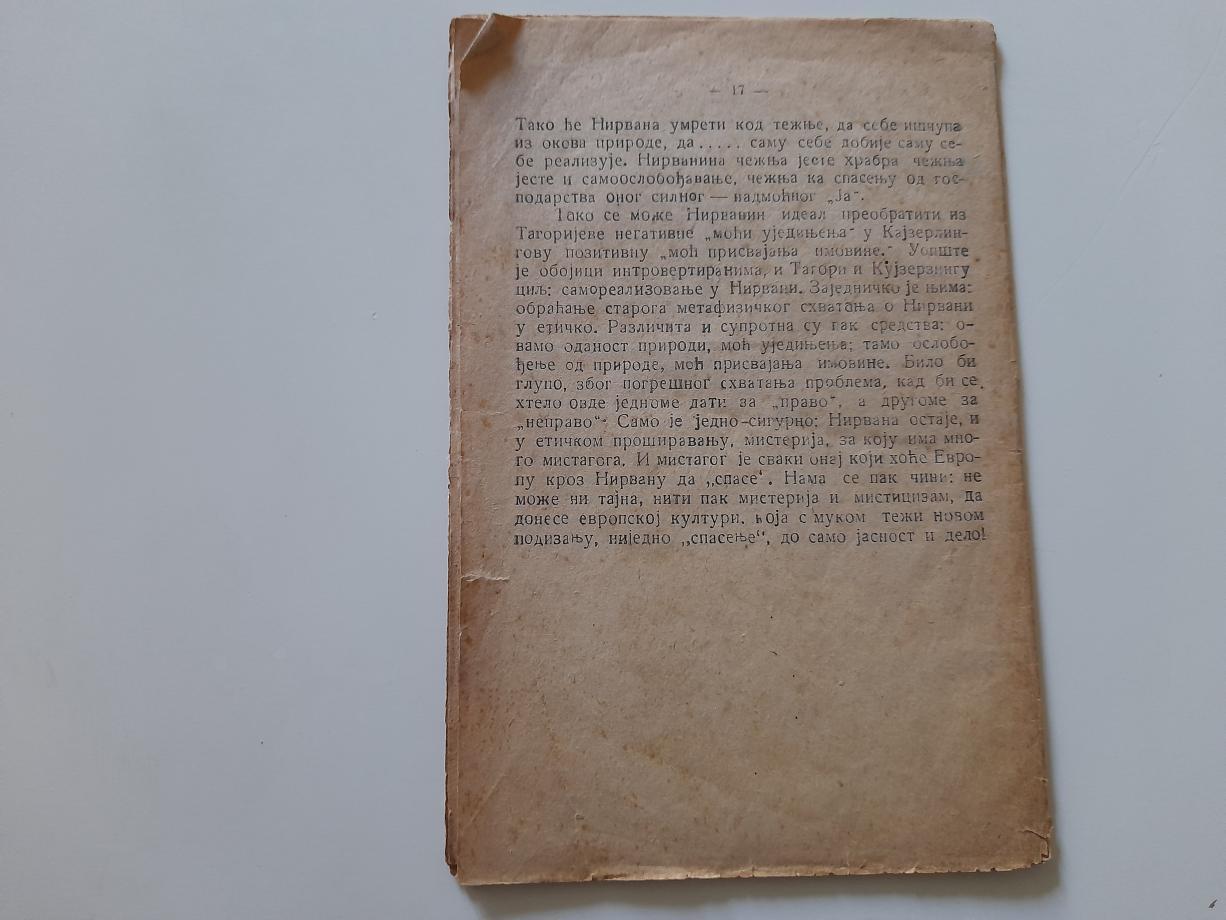 — 17 —
Тако ће Нирвана умрети код тежње, да себе ишчупа
из окова природе, да ..... саму себе добије саму се-
бе реализује. Нирванина чежња јесте храбра чежња
јесте и самоослобођавање, чежња ка спасењу од гос-
подарства оног силног — надмоћног „Ја“.
Тако се може Нирванин идеал преобратити из
Тагоријеве негативне „моћи уједињења“ у Кајзерлин-
гову позитивну „моћ присвајања имовине.“ Уопште
је обојици интровертиранима, и Тагори и Кујзерзнигу
циљ: самореализовање у Нирвани. Заједничко је њима:
обраћање старога метафизичког схватања о Нирвани
у етичко. Различита и супротна су пак средства: о-
вамо оданост природи, моћ уједињења; тамо ослобо-
ђење од природе, моћ присвајања имовине. Било би
глупо, због погрешног схватања проблема, кад би се
хтело овде једноме дати за „право“, а другоме за
„неправо“. Само је једно-сигурно: Нирвана остаје, и
у етичком проширавању, мистерија, за коју има мно-
го мистагога. И мистагог је сваки онај који хоће Евро-
пу кроз Нирвану да „спасе“. Нама се пак чини: не
може ни тајна, нити пак мистерија и мистицизам, да
донесе европској култури, која с муком тежи новом
подизању, ниједно „спасење“, до само јасност и дело!